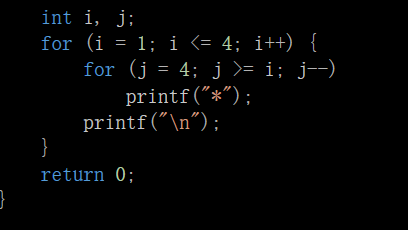 int i, j;
for (i = 1; i <= 4; i++) {
for (j = 4; j >= i; j--)
printf("*");
printf("\n");
}
return 0;
}